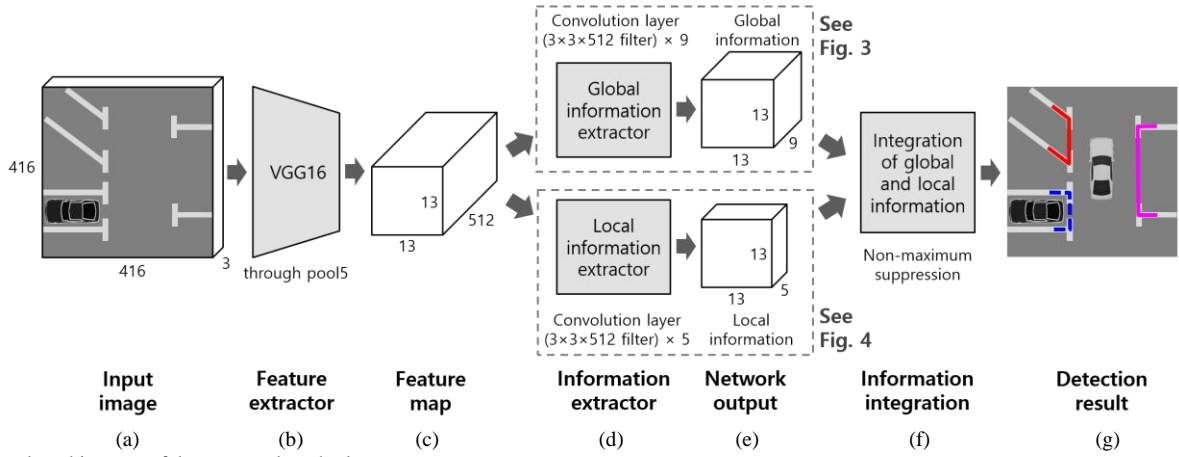 416
416
3
VGG16
through pool5
13
13
512
Convolution layer
(3×3×512 filter) × 9
Global
information extractor
Global
information
13
13
9
See
Fig. 3
Local
information
extractor
Convolution layer
(3×3×512 filter) × 5
13
13
5
Local
information
See
Fig. 4
Integration
of global
and local
information
Non-maximum
suppression
Input
image
Feature
extractor
Feature
map
Information
extractor
Network
output
Information
integration
Detection
result
(a)
(b)
(c)
(d)
(e)
(f)
(g)